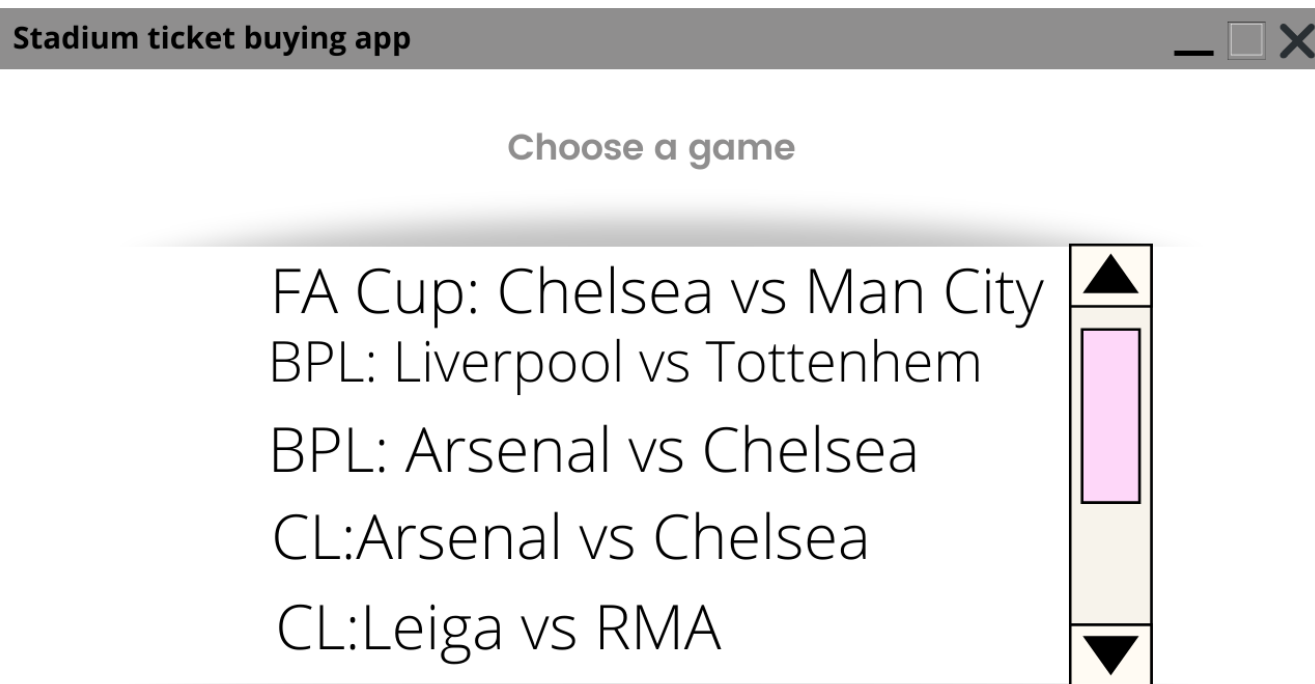 Stadium ticket buying app
Choose a game
FA Cup: Chelsea vs Man City
BPL: Liverpool vs Tottenhem
BPL: Arsenal vs Chelsea
CL:Arsenal vs Chelsea
CL:Leiga vs RMA